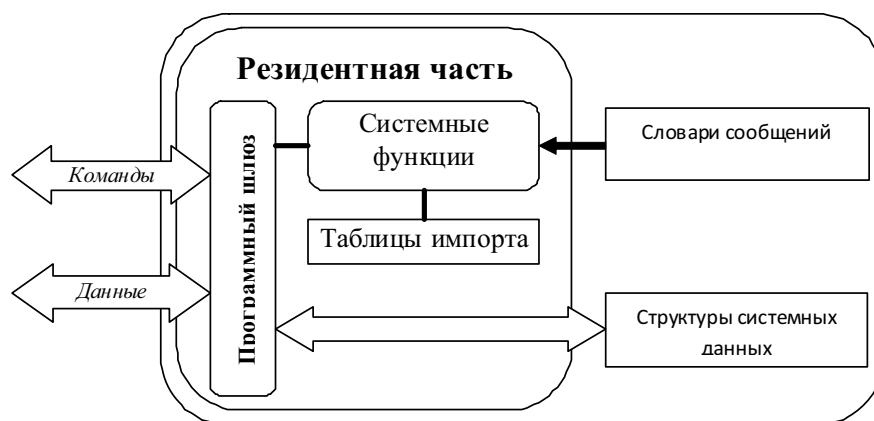 Резидентная часть
Программный шлюз
Системные
функции
Словари сообщений
Команды
Таблицы импорта
Данные
Структуры системных
данных